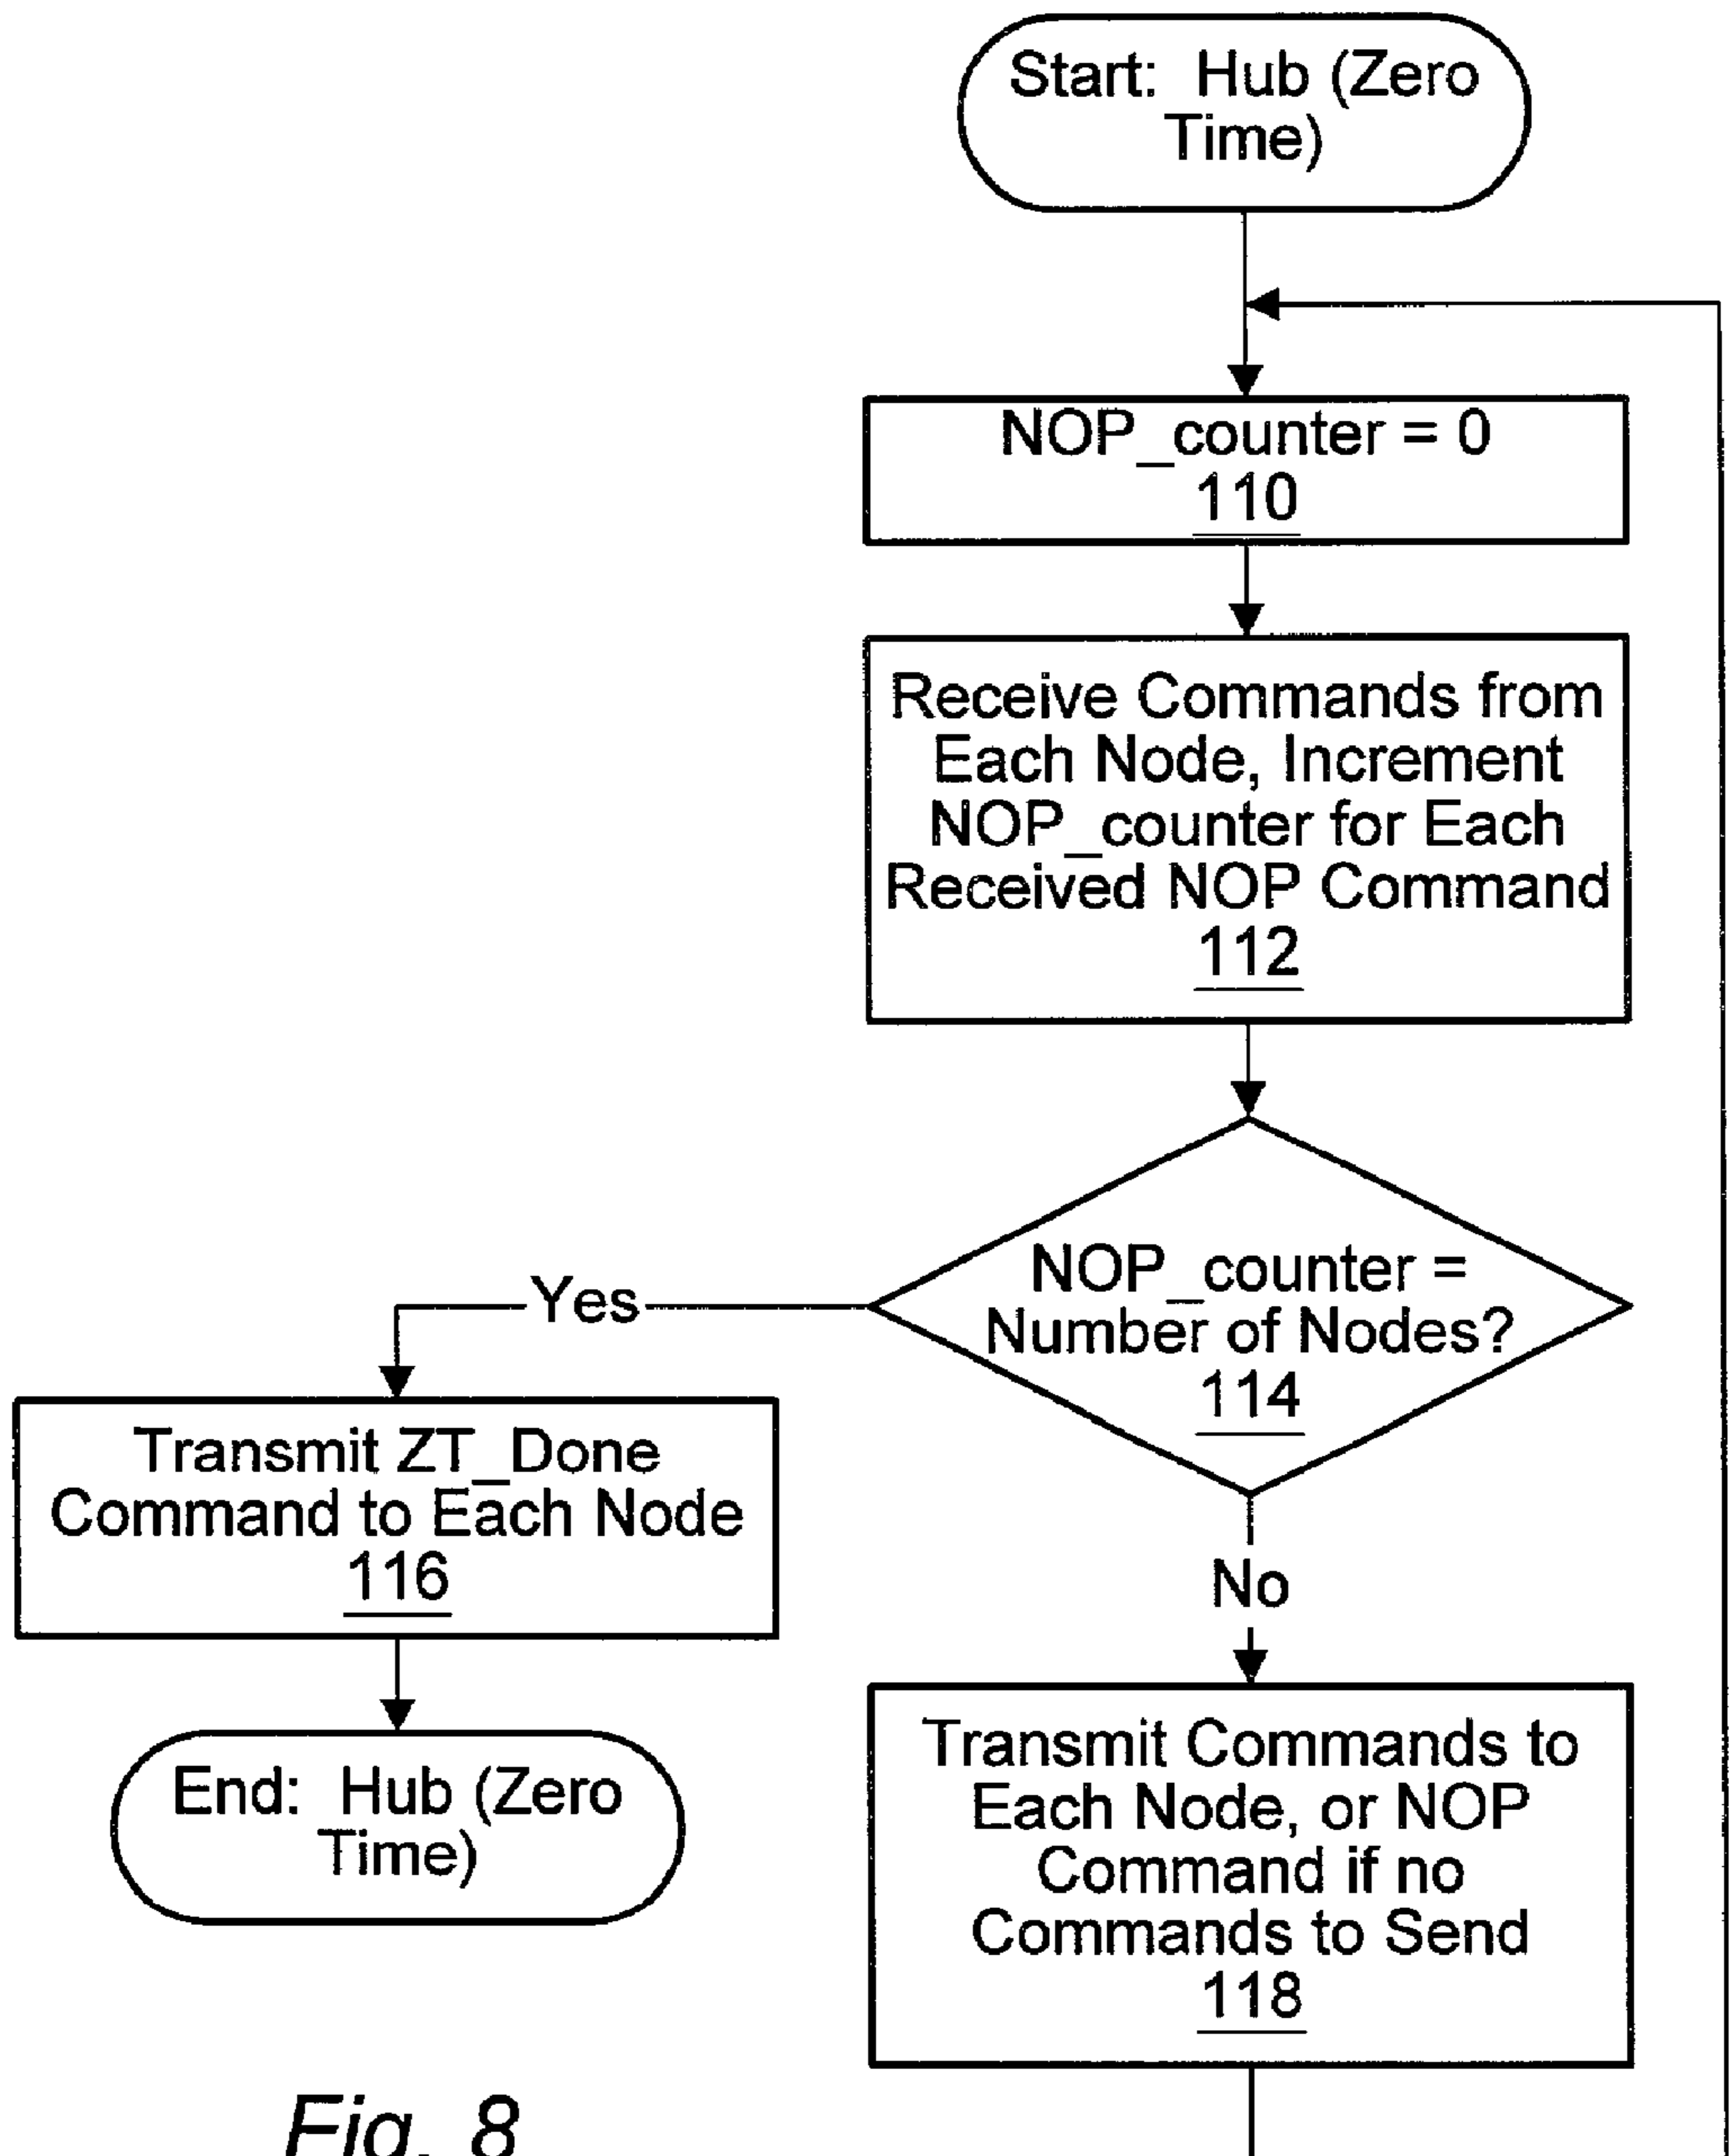 Start:  Hub (Zero
Time)
NOP_counter = 0
110
Receive Commands from
Each Node, Increment
NOP_counter for Each
Received NOP Command
112
NOP_counter =
Number of Nodes?
114
Yes
Transmit ZT_Done
Command to Each Node
116
End:  Hub (Zero
Time)
No
Transmit Commands to
Each Node, or NOP
Command if no
Commands to Send
118
Fig. 8